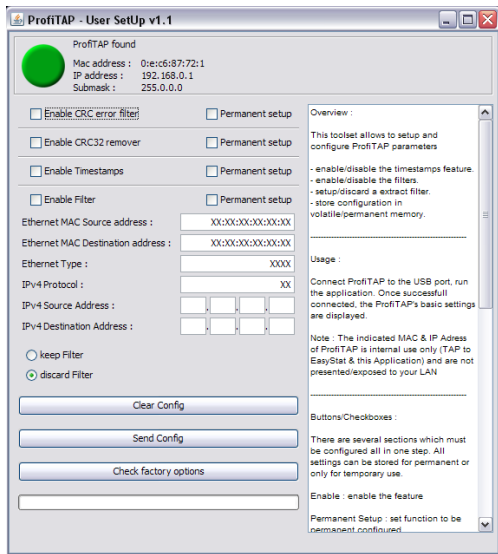 ProfiTAP - User SetUp v1.1
ProfiTAP found
Mac address : 0:e:c6:87:72:1
IP address : 192.168.0.1
Submask : 255.0.0.0
Enable CRC error filter
Permanent setup
Enable CRC32 remover
Permanent setup
Enable Timestamps
Permanent setup
Enable Filter
Permanent setup
Ethernet MAC Source address :
XX:XX:XX:XX:XX:XX
Ethernet MAC Destination address :
XX:XX:XX:XX:XX:XX
Ethernet Type :
XXXX
IPv4 Protocol :
XX
IPv4 Source Address :
. . .
IPv4 Destination Address :
. . .
keep Filter
discard Filter
Clear Config
Send Config
Check factory options
Overview :
This toolset allows to setup and
configure ProfiTAP parameters
- enable/disable the timestamps feature.
- enable/disable the filters.
- setup/discard a extract filter.
- store configuration in
volatile/permanent memory.
--------------------------------------------------
Usage :
Connect ProfiTAP to the USB port, run
the application. Once successfull
connected, the ProfiTAP's basic settings
are displayed.
Note : The indicated MAC & IP Adress
of ProfiTAP is internal use only (TAP to
EasyStat & this Application) and are not
presented/exposed to your LAN
--------------------------------------------------
Buttons/Checkboxes :
There are several sections which must
be configured all in one step. All
settings can be stored for permanent or
only for temporary use.
Enable : enable the feature
Permanent Setup : set function to be
permanent configured